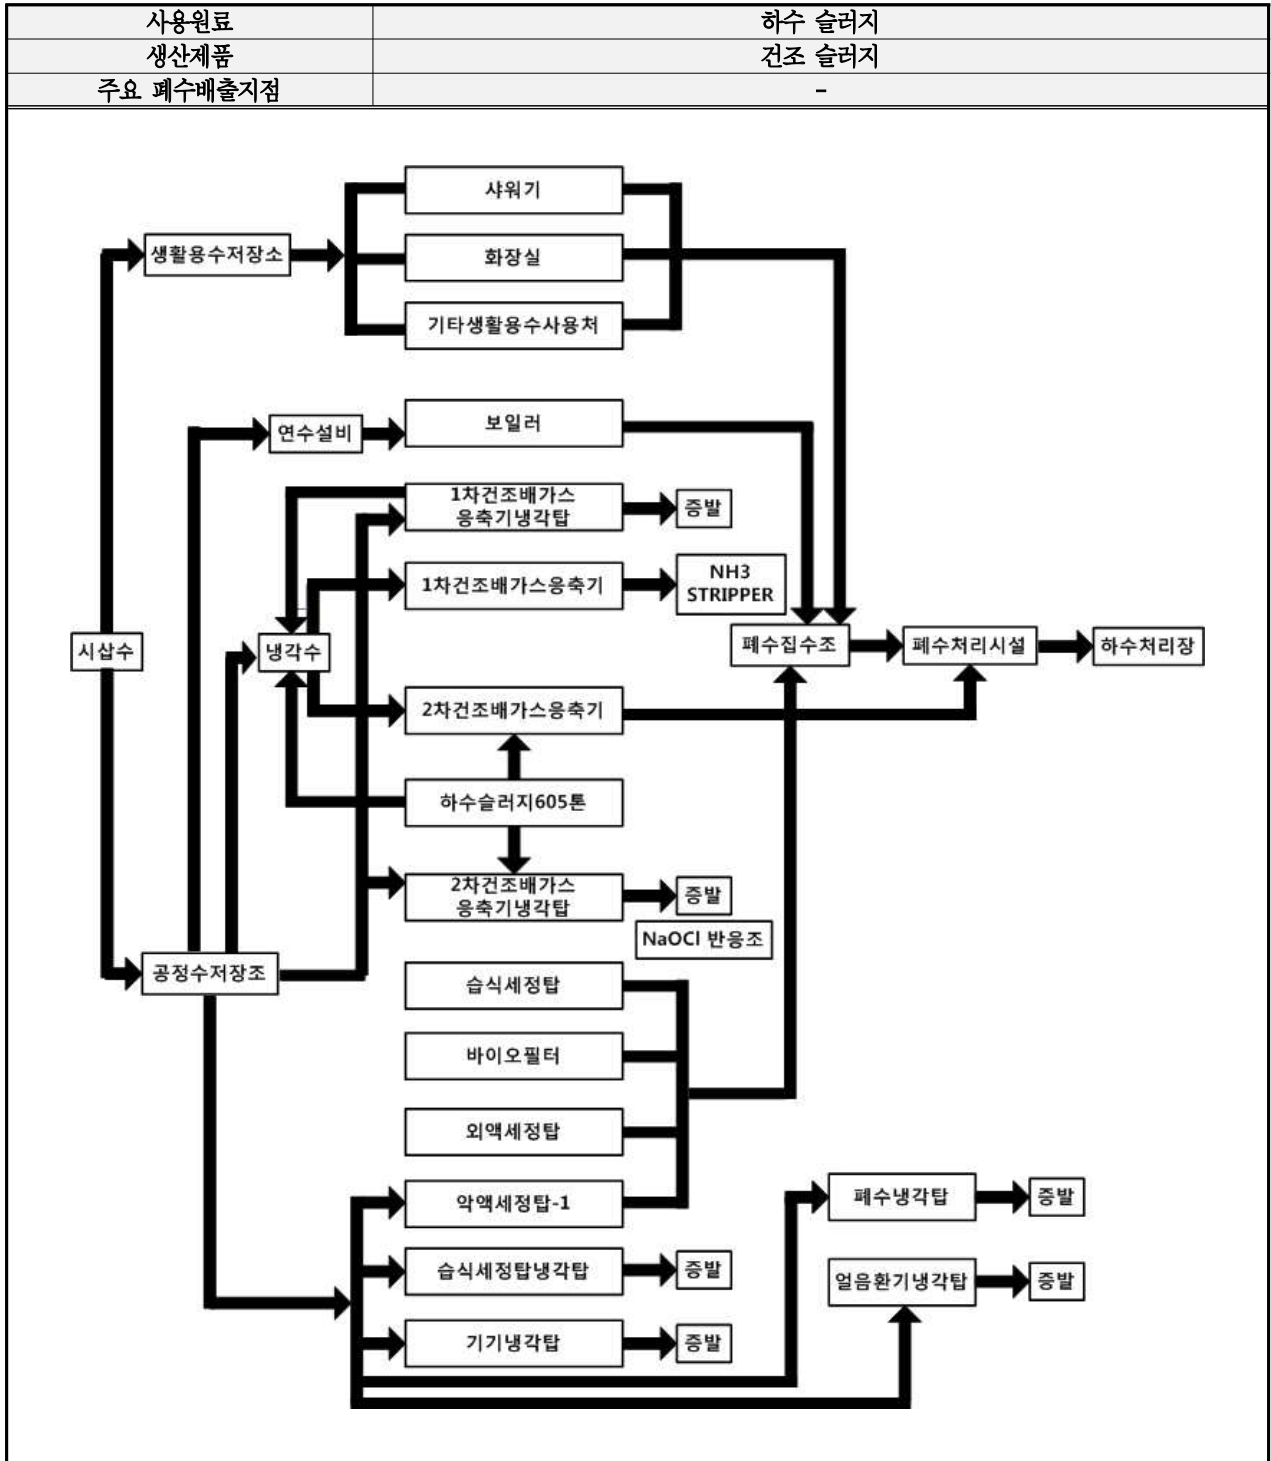 사용원료 하수 슬러지
생산제품 건조 슬러지
주요 폐수배출지점 -
샤워기
생활용수저장소
화장실
기타생활용수사용처
보일러
연수설비
1차건조배가스
응축기냉각탑
증발
1차건조배가스응축기
NH3
STRIPPER
시삽수
냉각수
폐수집수조
폐수처리시설
하수처리장
2차건조배가스응축기
하수슬러지605톤
2차건조배가스
응축기냉각탑
증발
NaOCl 반응조
공정수저장조
습식세정탑
바이오필터
외액세정탑
악액세정탑-1
폐수냉각탑
증발
습식세정탑냉각탑
증발
얼음환기냉각탑
증발
기기냉각탑
증발